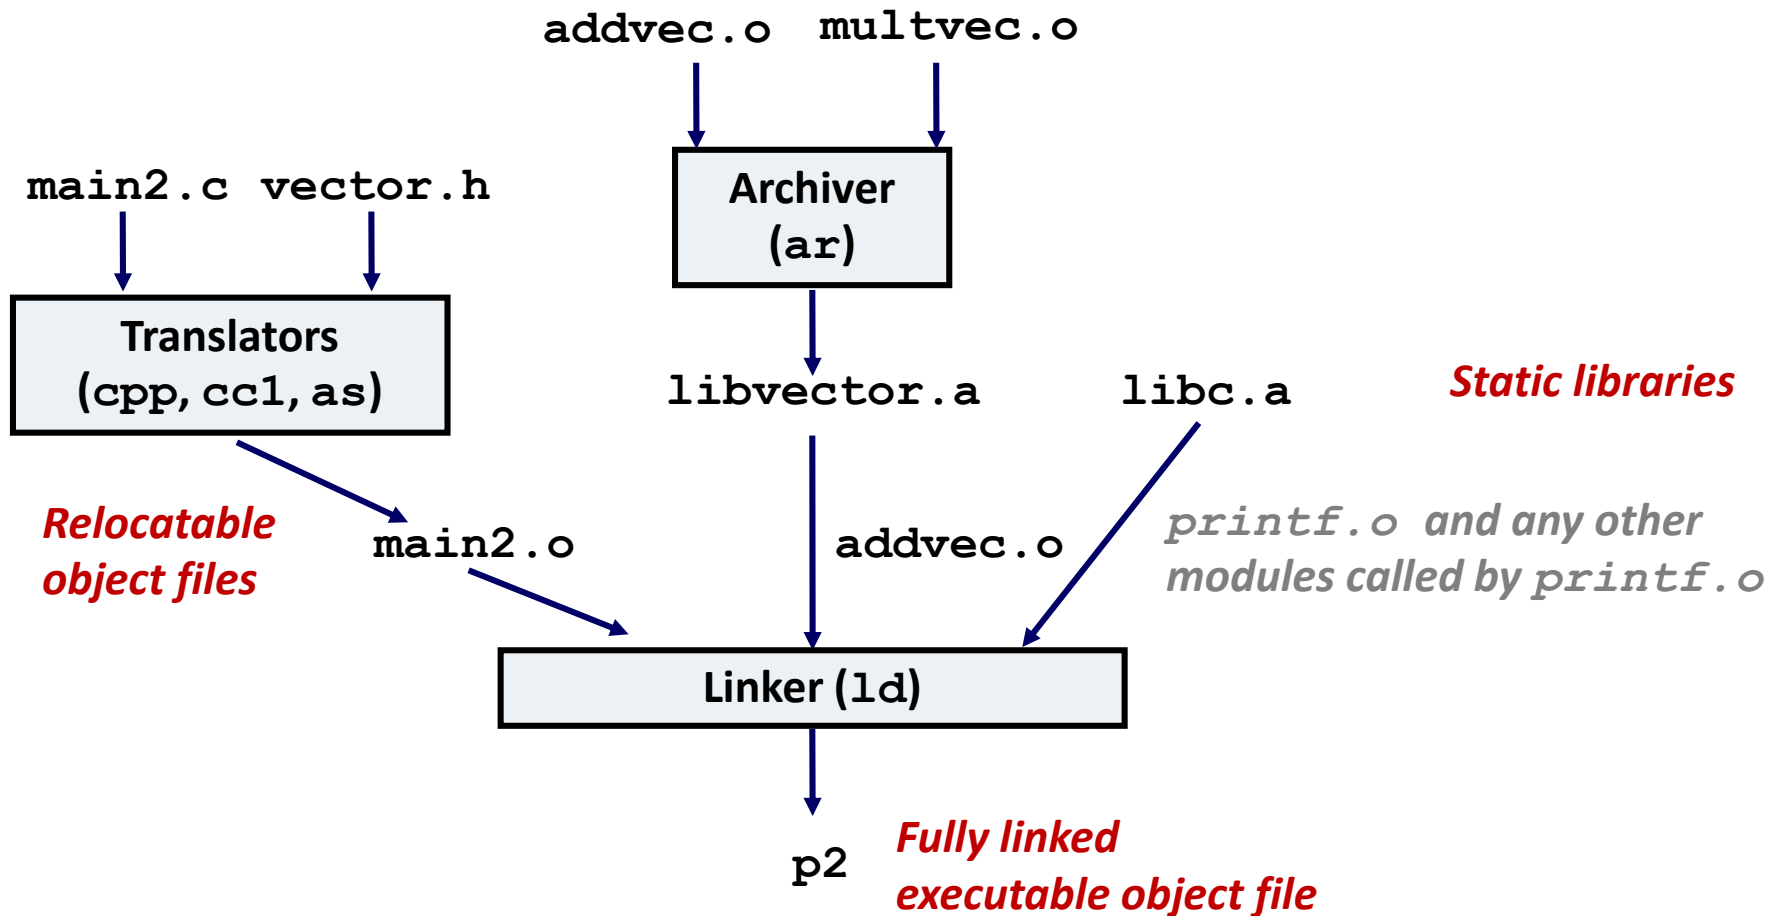 addvec.o multvec.o
main2.c vector.h
Archiver
(ar)
Translators
(cpp, cc1, as)
libvector.a
libc.a
Static libraries
Relocatable
object files
main2.o
addvec.o
printf.o and any other
modules called by printf.o
Linker (ld)
p2
Fully linked
executable object file